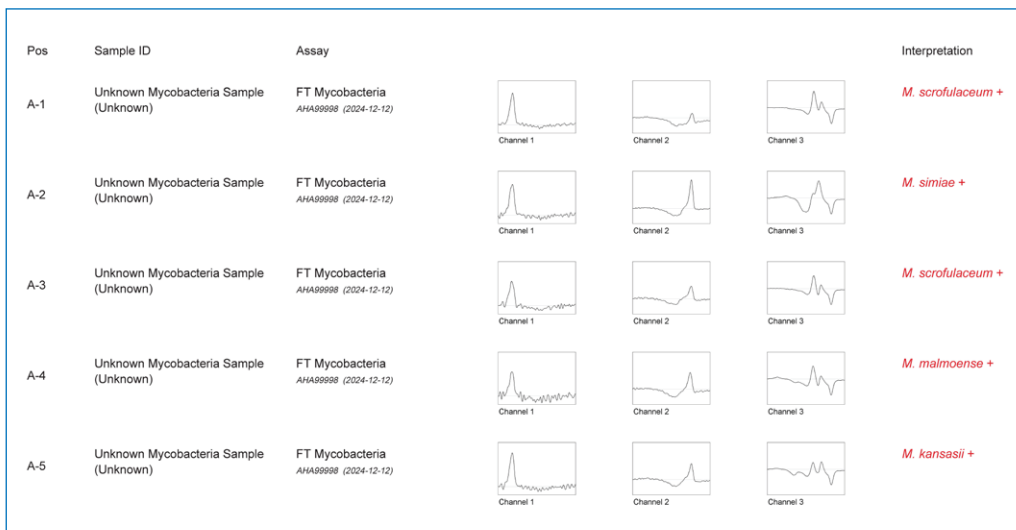 Pos Sample ID Assay Interpretation
A-1 Unknown Mycobacteria Sample FT Mycobacteria M. scrofulaceum +
(Unknown) AHA99998 (2024-12-12)
Channel 1 Channel 2 Channel 3
A-2 Unknown Mycobacteria Sample FT Mycobacteria M. simiae +
(Unknown) AHA99998 (2024-12-12)
Channel 1 Channel 2 Channel 3
A-3 Unknown Mycobacteria Sample FT Mycobacteria M. scrofulaceum +
(Unknown) AHA99998 (2024-12-12)
Channel 1 Channel 2 Channel 3
A-4 Unknown Mycobacteria Sample FT Mycobacteria M. malmoense +
(Unknown) AHA99998 (2024-12-12)
Channel 1 Channel 2 Channel 3
A-5 Unknown Mycobacteria Sample FT Mycobacteria M. kansasii +
(Unknown) AHA99998 (2024-12-12)
Channel 1 Channel 2 Channel 3